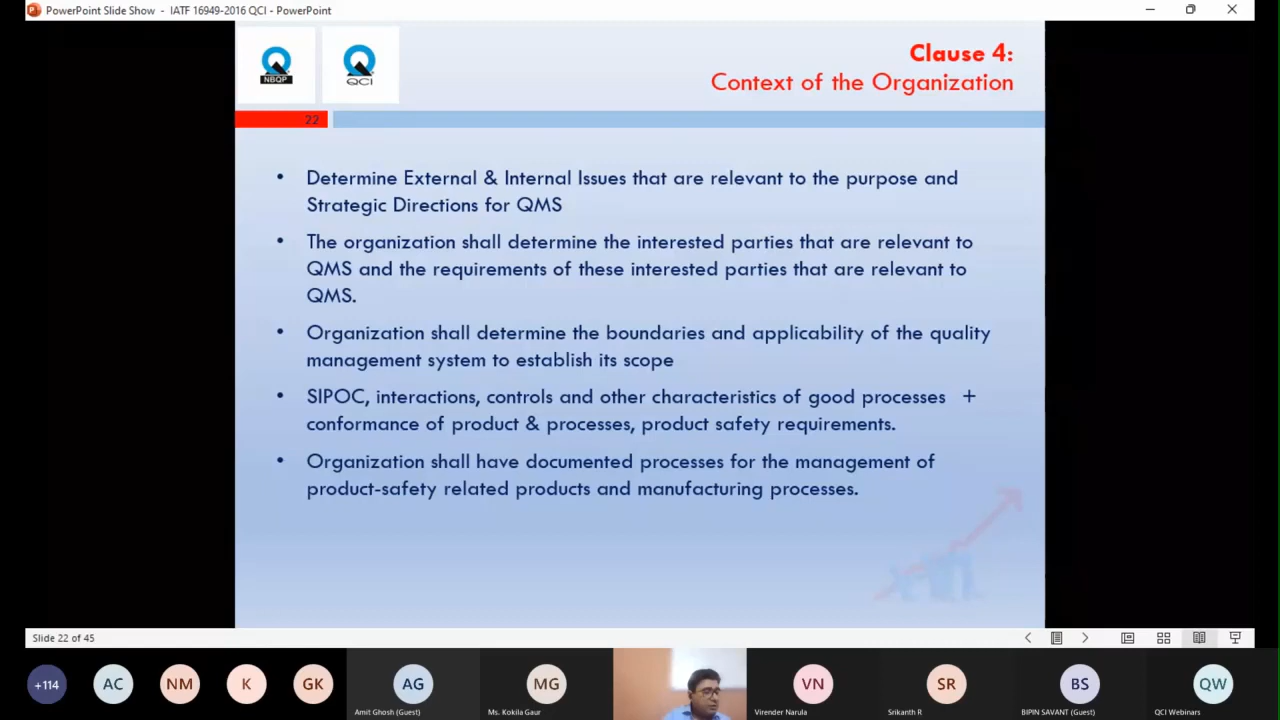 PowerPoint Slide Show - IATF 16949-2016 QCI - PowerPoint
NBQP
QCI
Clause 4:
Context of the Organization
22
• Determine External & Internal Issues that are relevant to the purpose and
Strategic Directions for QMS
• The organization shall determine the interested parties that are relevant to
QMS and the requirements of these interested parties that are relevant to
QMS.
• Organization shall determine the boundaries and applicability of the quality
management system to establish its scope
• SIPOC, interactions, controls and other characteristics of good processes +
conformance of product & processes, product safety requirements.
• Organization shall have documented processes for the management of
product-safety related products and manufacturing processes.
Slide 22 of 45
+114
AC
NM
K
GK
AG
MG
VN
SR
BS
QW
Amit Ghosh (Guest)
Ms. Kokila Gaur
Virender Narula
Srikanth R
BIPIN SAVANT (Guest)
QCI Webinars